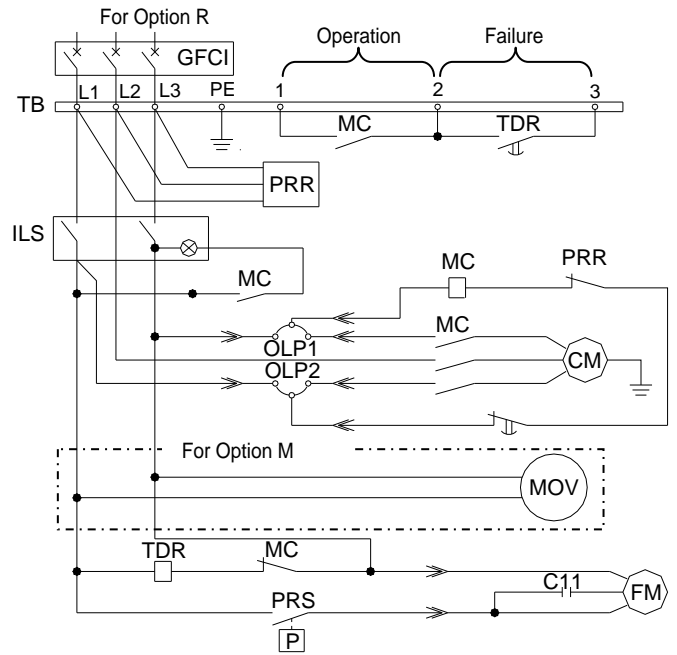 For Option R
Operation Failure
GFCI
L1 L2 L3 PE 1 2 3
TB
MC TDR
PRR
ILS
MC
MC PRR
MC
OLP1
CM
OLP2
For Option M
MOV
TDR MC
C11
FM
PRS
P